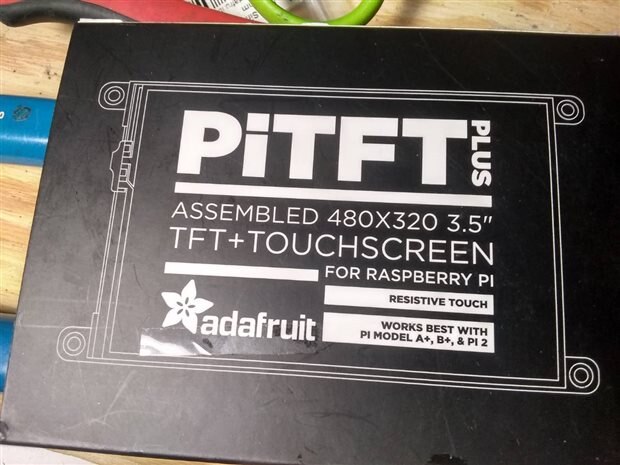 PiTFT PLUS
ASSEMBLED 480X320 3.5"
TFT+TOUCHSCREEN
FOR RASPBERRY PI
RESISTIVE TOUCH
adafruit
WORKS BEST WITH
PI MODEL A+, B+, & PI 2